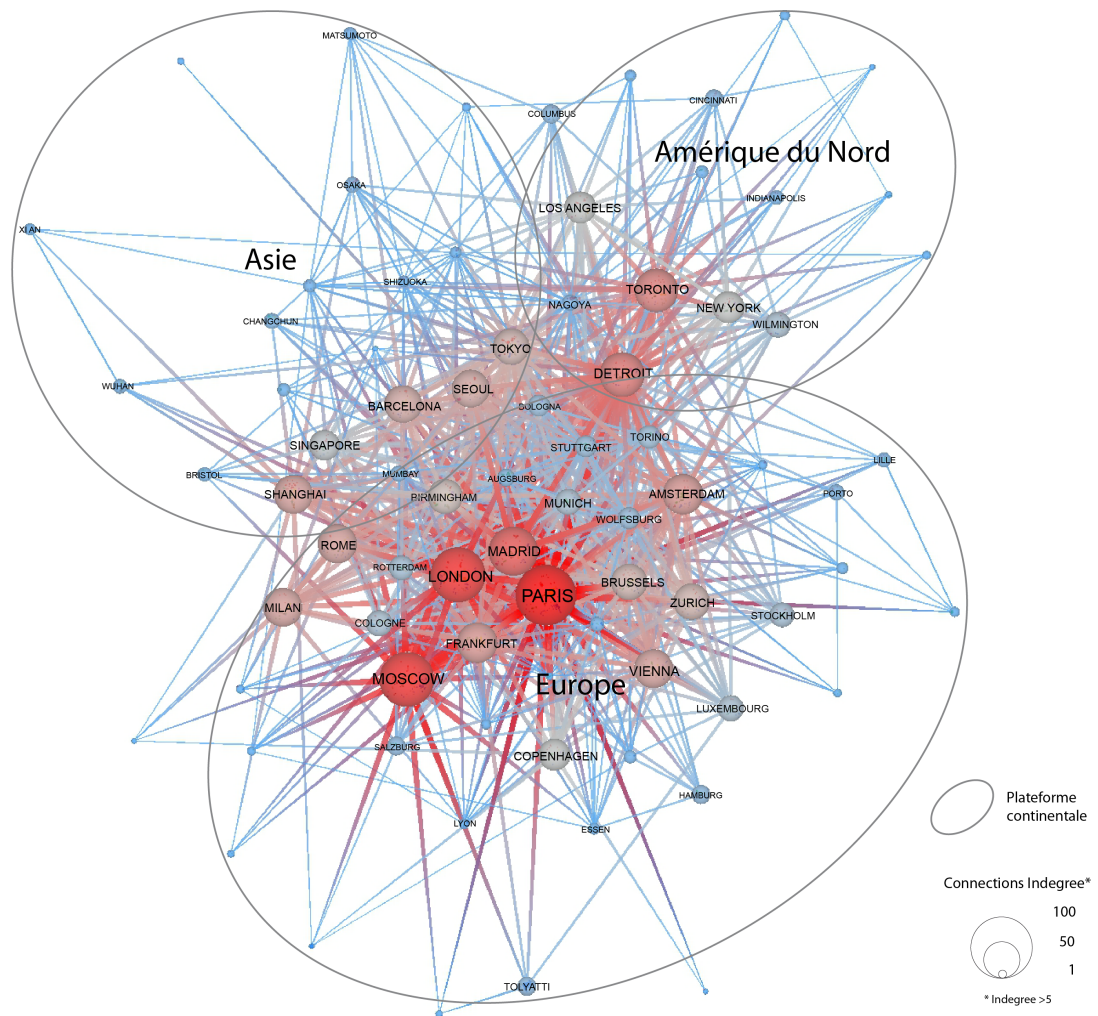 MATSUMOTO
CINCINNATI
COLUMBUS
Amérique du Nord
OSAKA
INDIANAPOLIS
LOS ANGELES
XI AN
Asie
SHIZUOKA
TORONTO
NAGOYA
NEW YORK
CHANGCHUN
WILMINGTON
TOKYO
DETROIT
WUHAN
SEOUL
BARCELONA
BOLOGNA
TORINO
SINGAPORE
STUTTGART
LILLE
BRISTOL
MUMBAY
AUGSBURG
SHANGHAI
BIRMINGHAM
AMSTERDAM
PORTO
MUNICH
WOLFSBURG
ROME
MADRID
ROTTERDAM
LONDON
BRUSSELS
PARIS
ZURICH
MILAN
STOCKHOLM
COLOGNE
FRANKFURT
VIENNA
MOSCOW
Europe
LUXEMBOURG
SALZBURG
COPENHAGEN
HAMBURG
LYON
ESSEN
TOLYATTI
Plateforme
continentale
Connections Indegree*
100
50
1
* Indegree >5